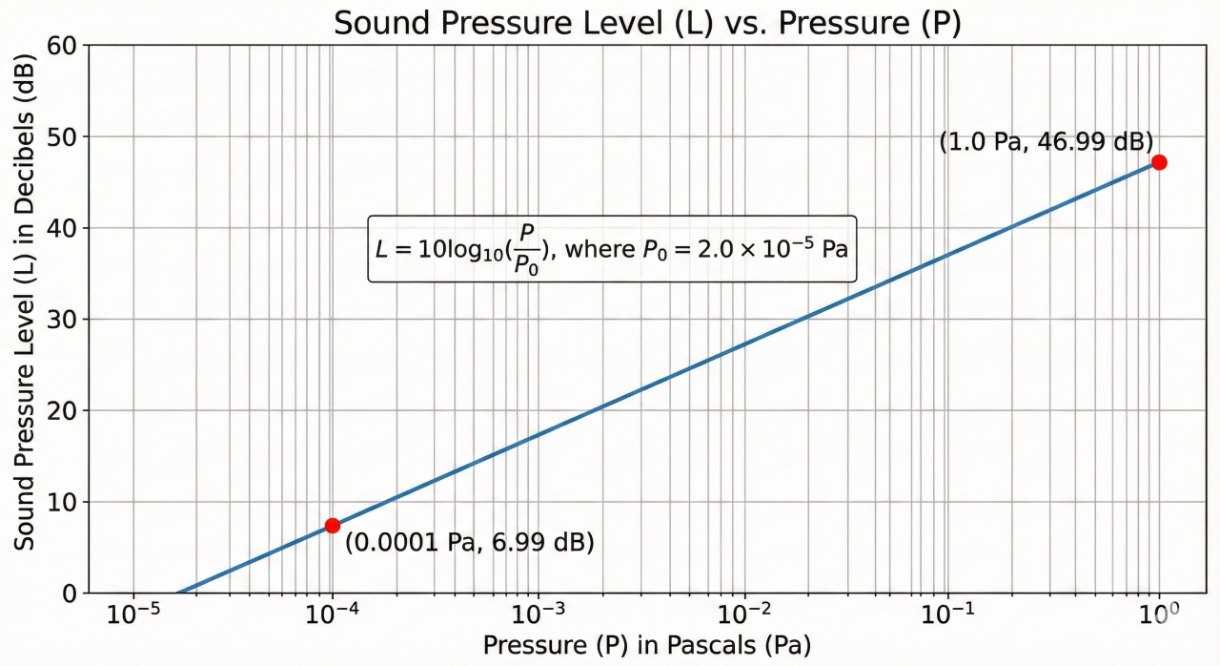 Sound Pressure Level (L) vs. Pressure (P)
Sound Pressure Level (L) in Decibels (dB)
60
50
40
30
20
10
0
(1.0 Pa, 46.99 dB)
L = 10log₁₀(P/P₀), where P₀ = 2.0 × 10⁻⁵ Pa
(0.0001 Pa, 6.99 dB)
10⁻⁵ 10⁻⁴ 10⁻³ 10⁻² 10⁻¹ 10⁰
Pressure (P) in Pascals (Pa)